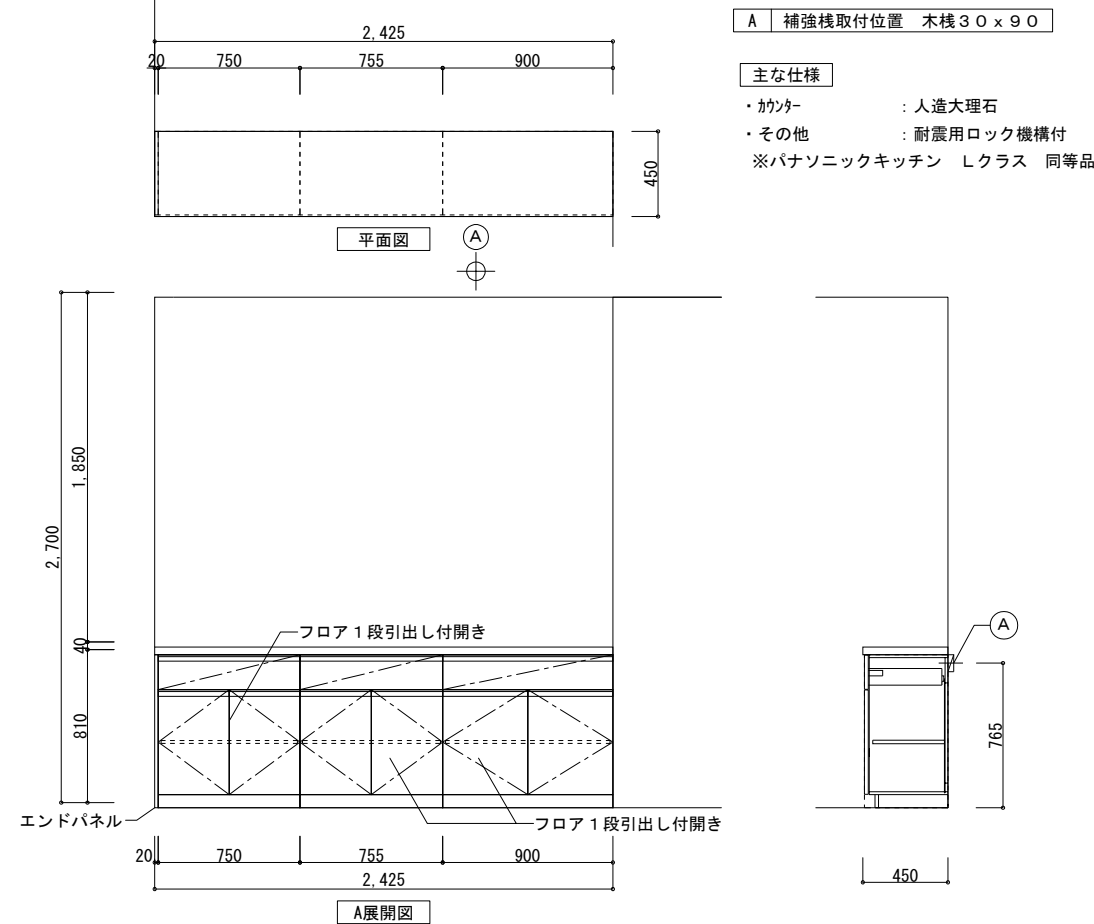 A 補強桟取付位置 木桟30x90
2,425
20 750 755 900
主な仕様
・カウンター : 人造大理石
・その他 : 耐震用ロック機構付
※パナソニックキッチン Lクラス 同等品
450
平面図
A
2,700
1,850
40
810
フロア1段引出し付開き
A
765
エンドパネル
フロア1段引出し付開き
20 750 755 900
2,425
450
A展開図